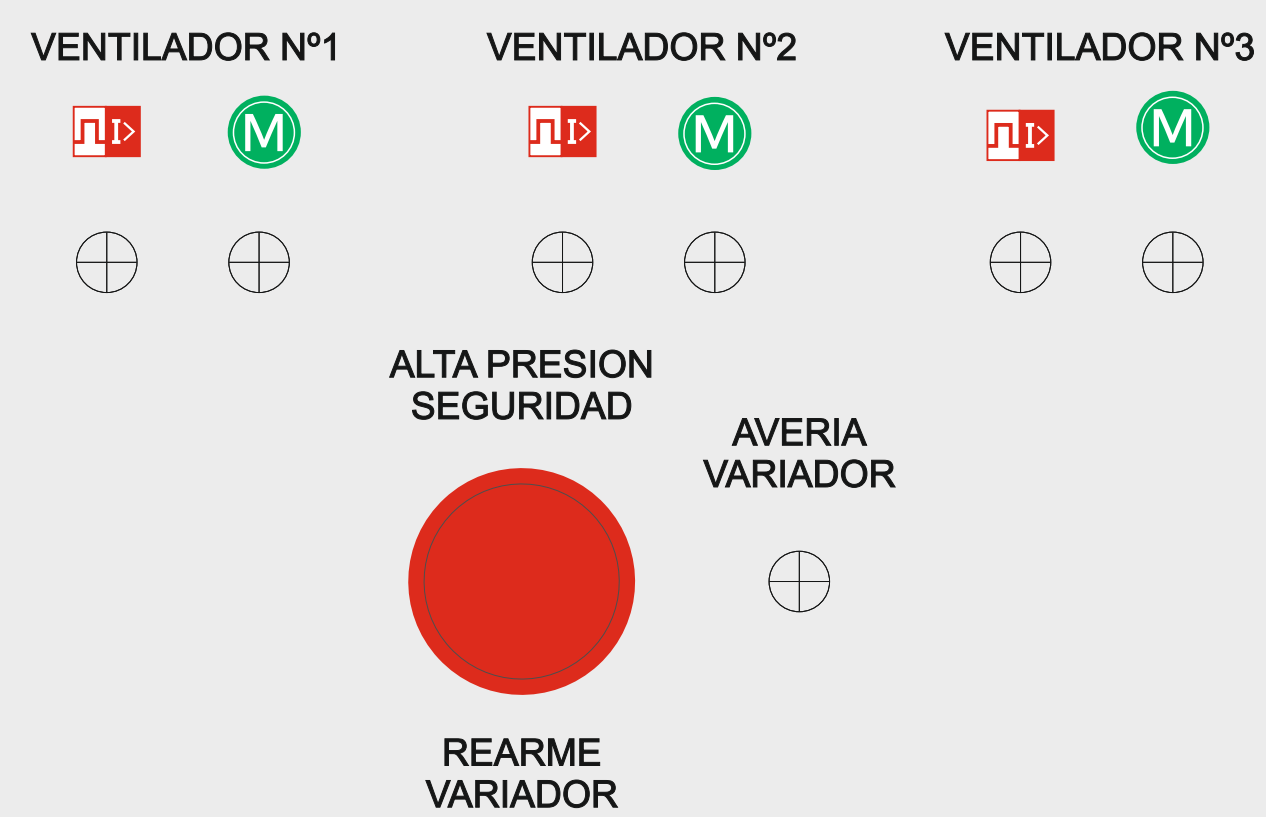 VENTILADOR Nº1
VENTILADOR Nº2
VENTILADOR Nº3
I>
M
I>
M
I>
M
ALTA PRESION
SEGURIDAD
AVERIA
VARIADOR
REARME
VARIADOR